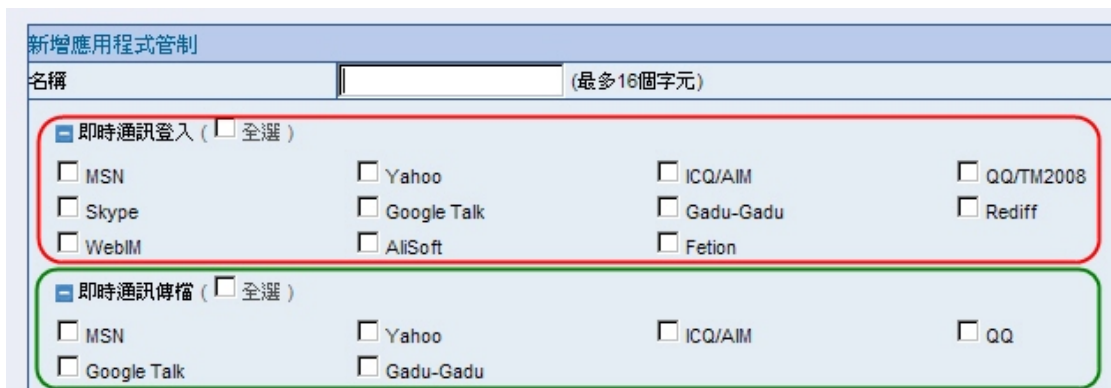 新增應用程式管制
名稱 (最多16個字元)
即時通訊登入 ( 全選 )
MSN Yahoo ICQ/AIM QQ/TM2008
Skype Google Talk Gadu-Gadu Rediff
WebIM AliSoft Fetion
即時通訊傳檔 ( 全選 )
MSN Yahoo ICQ/AIM QQ
Google Talk Gadu-Gadu